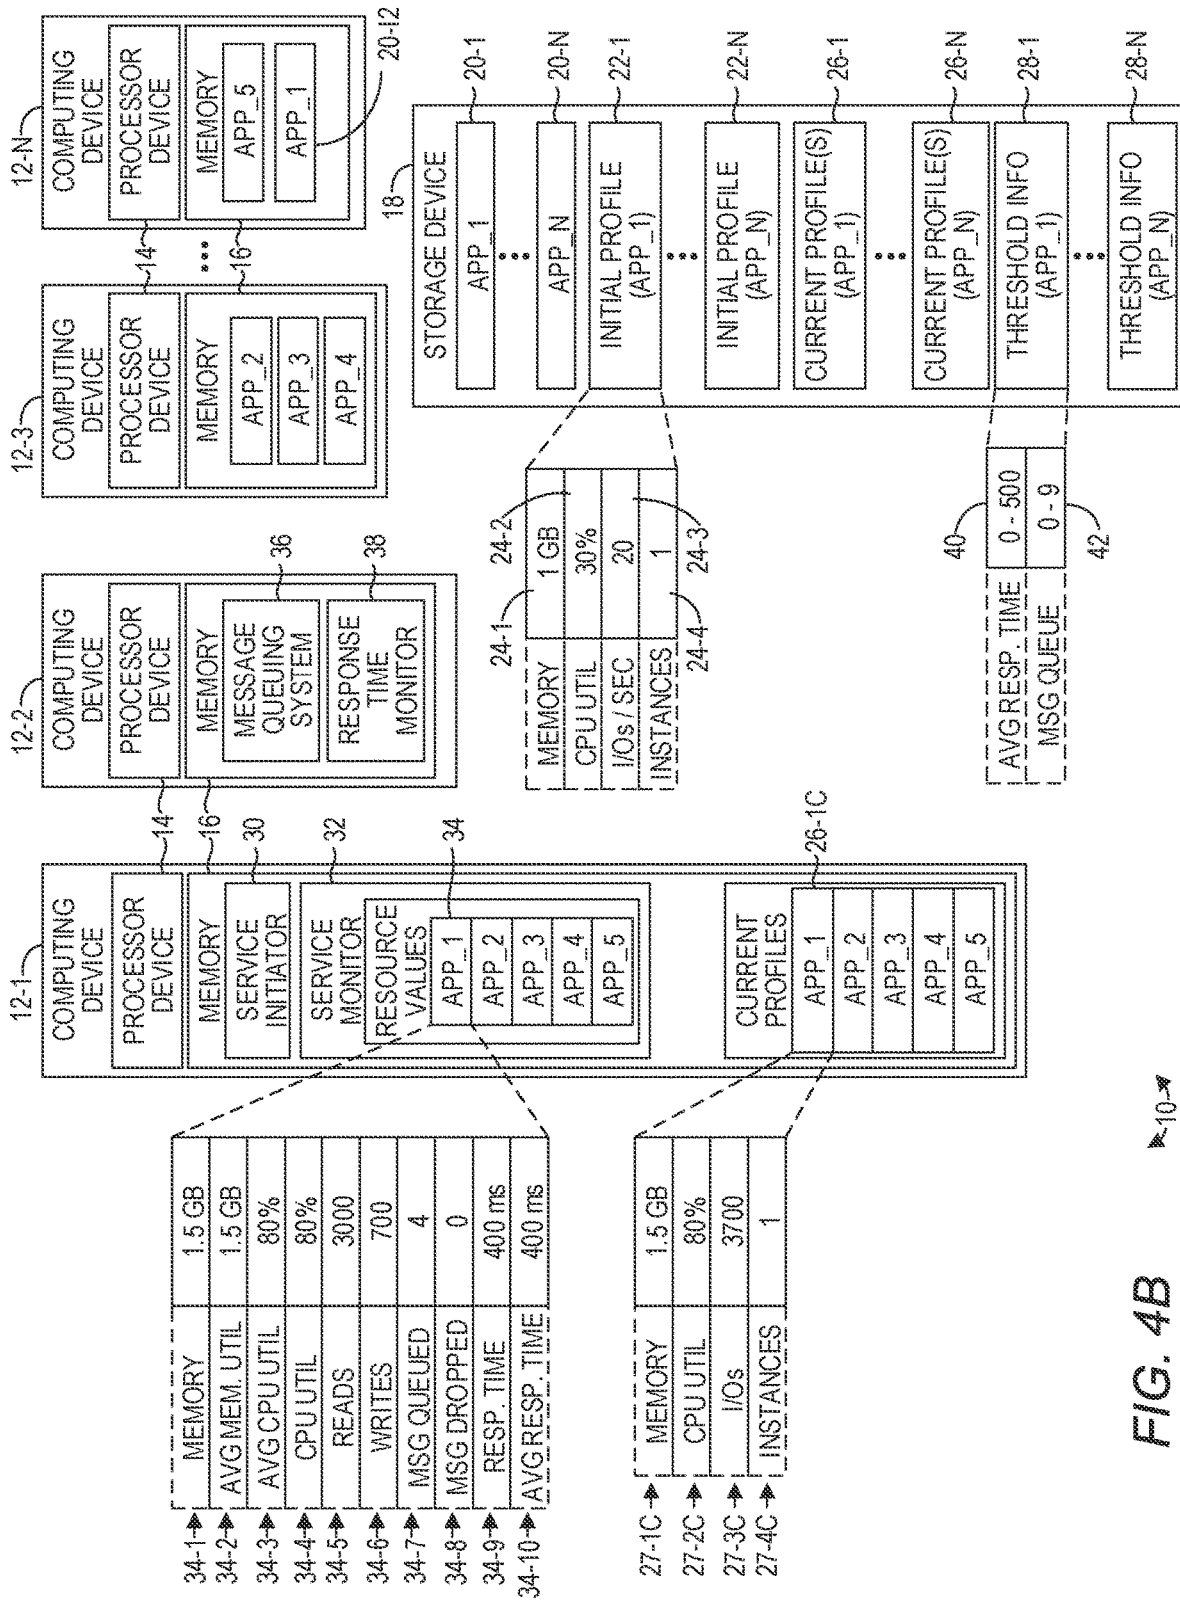 12-1
COMPUTING
DEVICE
PROCESSOR
DEVICE
14
MEMORY
16
SERVICE
INITIATOR
30
SERVICE
MONITOR
32
RESOURCE
VALUES
34
APP_1
APP_2
APP_3
APP_4
APP_5
CURRENT
PROFILES
26-1C
APP_1
APP_2
APP_3
APP_4
APP_5
34-1 MEMORY 1.5 GB
34-2 AVG MEM. UTIL 1.5 GB
34-3 AVG CPU UTIL 80%
34-4 CPU UTIL 80%
34-5 READS 3000
34-6 WRITES 700
34-7 MSG QUEUED 4
34-8 MSG DROPPED 0
34-9 RESP. TIME 400 ms
34-10 AVG RESP. TIME 400 ms
27-1C MEMORY 1.5 GB
27-2C CPU UTIL 80%
27-3C I/Os 3700
27-4C INSTANCES 1
12-2
COMPUTING
DEVICE
PROCESSOR
DEVICE
MEMORY
MESSAGE
QUEUING
SYSTEM
36
RESPONSE
TIME
MONITOR
38
12-3
COMPUTING
DEVICE
PROCESSOR
DEVICE
14
MEMORY
16
APP_2
APP_3
APP_4
12-N
COMPUTING
DEVICE
PROCESSOR
DEVICE
MEMORY
APP_5
APP_1
20-12
18
STORAGE DEVICE
APP_1 20-1
APP_N 20-N
INITIAL PROFILE
(APP_1)
22-1
INITIAL PROFILE
(APP_N)
22-N
CURRENT PROFILE(S)
(APP_1)
26-1
CURRENT PROFILE(S)
(APP_N)
26-N
THRESHOLD INFO
(APP_1)
28-1
THRESHOLD INFO
(APP_N)
28-N
24-1
24-2
MEMORY 1 GB
CPU UTIL 30%
I/Os / SEC 20
INSTANCES 1
24-4
24-3
40
AVG RESP. TIME 0 - 500
MSG QUEUE 0 - 9
42
10
FIG. 4B